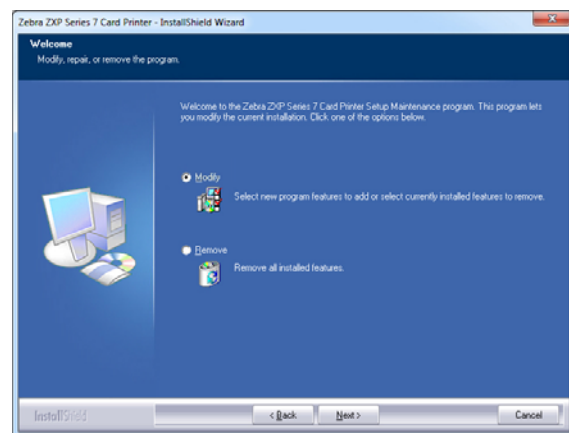 Zebra ZXP Series 7 Card Printer - InstallShield Wizard
Welcome
Modify, repair, or remove the program.
Welcome to the Zebra ZXP Series 7 Card Printer Setup Maintenance program. This program lets
you modify the current installation. Click one of the options below.
Modify
Select new program features to add or select currently installed features to remove.
Remove
Remove all installed features.
InstallShield
< Back
Next >
Cancel